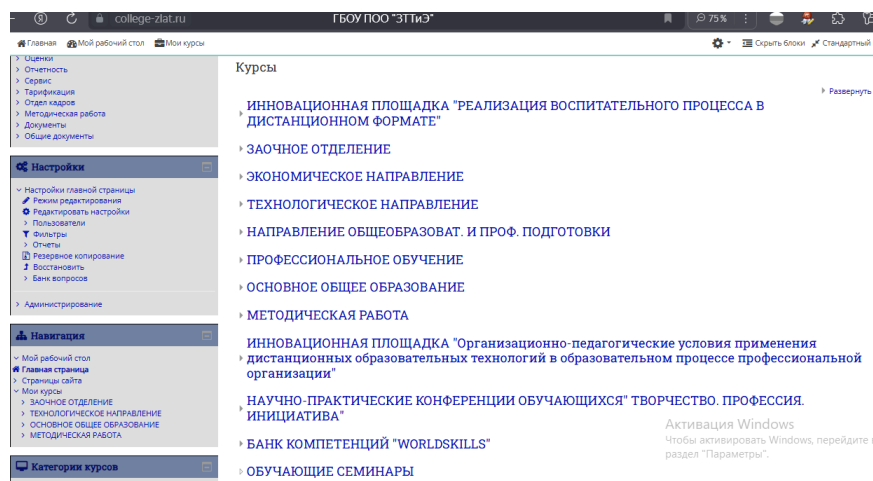 college-zlat.ru
ГБОУ ПОО "ЗТТиЭ"
75%
Главная Мой рабочий стол Мои курсы
Скрыть блоки Стандартный
Оценки
Отчетность
Сервис
Тарификация
Отдел кадров
Методическая работа
Документы
Общие документы
Настройки
Настройки главной страницы
Режим редактирования
Редактировать настройки
Пользователи
Фильтры
Отчеты
Резервное копирование
Восстановить
Банк вопросов
Администрирование
Навигация
Мой рабочий стол
Главная страница
Страницы сайта
Мои курсы
ЗАОЧНОЕ ОТДЕЛЕНИЕ
ТЕХНОЛОГИЧЕСКОЕ НАПРАВЛЕНИЕ
ОСНОВНОЕ ОБЩЕЕ ОБРАЗОВАНИЕ
МЕТОДИЧЕСКАЯ РАБОТА
Категории курсов
Курсы
Развернуть
ИННОВАЦИОННАЯ ПЛОЩАДКА "РЕАЛИЗАЦИЯ ВОСПИТАТЕЛЬНОГО ПРОЦЕССА В
ДИСТАНЦИОННОМ ФОРМАТЕ"
ЗАОЧНОЕ ОТДЕЛЕНИЕ
ЭКОНОМИЧЕСКОЕ НАПРАВЛЕНИЕ
ТЕХНОЛОГИЧЕСКОЕ НАПРАВЛЕНИЕ
НАПРАВЛЕНИЕ ОБЩЕОБРАЗОВАТ. И ПРОФ. ПОДГОТОВКИ
ПРОФЕССИОНАЛЬНОЕ ОБУЧЕНИЕ
ОСНОВНОЕ ОБЩЕЕ ОБРАЗОВАНИЕ
МЕТОДИЧЕСКАЯ РАБОТА
ИННОВАЦИОННАЯ ПЛОЩАДКА "Организационно-педагогические условия применения
дистанционных образовательных технологий в образовательном процессе профессиональной
организации"
НАУЧНО-ПРАКТИЧЕСКИЕ КОНФЕРЕНЦИИ ОБУЧАЮЩИХСЯ" ТВОРЧЕСТВО. ПРОФЕССИЯ.
ИНИЦИАТИВА"
БАНК КОМПЕТЕНЦИЙ "WORLDSKILLS"
ОБУЧАЮЩИЕ СЕМИНАРЫ
Активация Windows
Чтобы активировать Windows, перейдите в
раздел "Параметры".